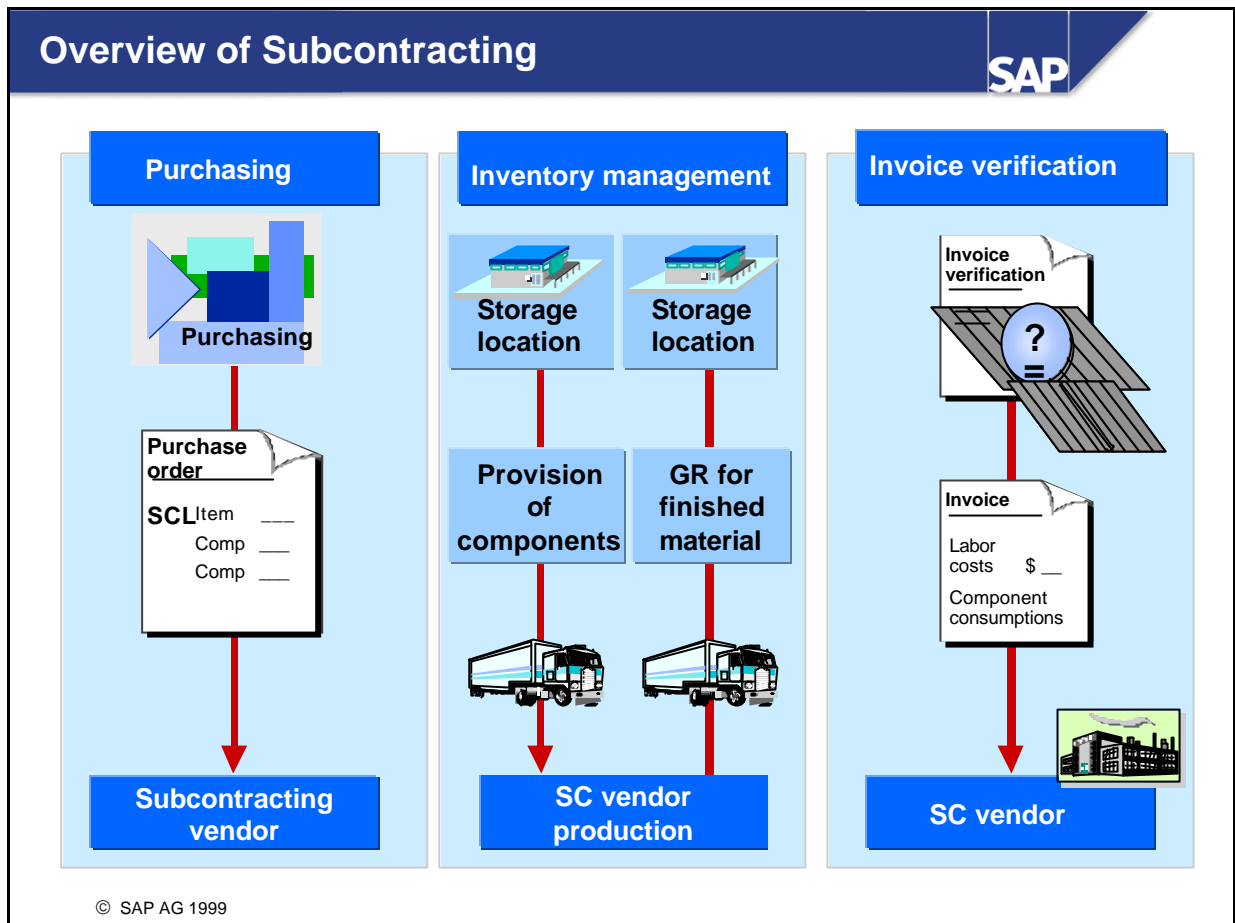 Overview of Subcontracting
SAP
Purchasing
Purchasing
Purchase
order
SCL Item ___
Comp ___
Comp ___
Subcontracting
vendor
Inventory management
Storage
location
Storage
location
Provision
of
components
GR for
finished
material
SC vendor
production
Invoice verification
Invoice
verification
?
=
Invoice
Labor
costs $ __
Component
consumptions
SC vendor
© SAP AG 1999